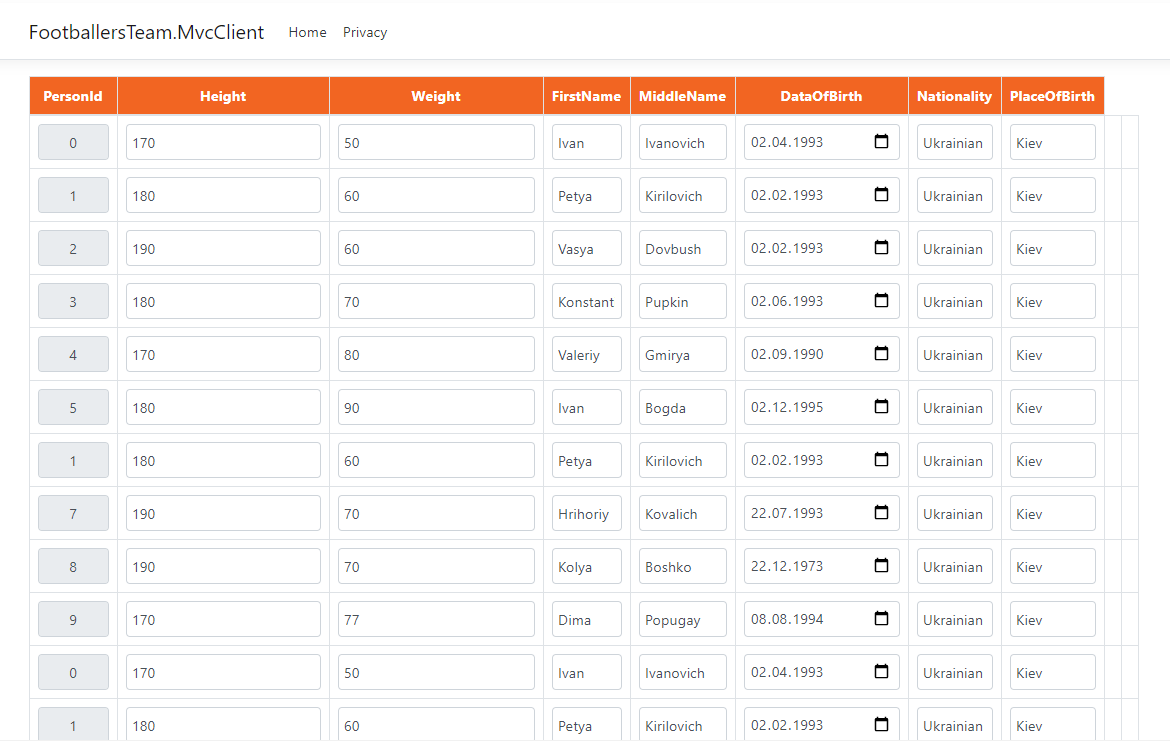 FootballersTeam.MvcClient Home Privacy
PersonId Height Weight FirstName MiddleName DataOfBirth Nationality PlaceOfBirth
0 170 50 Ivan Ivanovich 02.04.1993 Ukrainian Kiev
1 180 60 Petya Kirilovich 02.02.1993 Ukrainian Kiev
2 190 60 Vasya Dovbush 02.02.1993 Ukrainian Kiev
3 180 70 Konstant Pupkin 02.06.1993 Ukrainian Kiev
4 170 80 Valeriy Gmirya 02.09.1990 Ukrainian Kiev
5 180 90 Ivan Bogda 02.12.1995 Ukrainian Kiev
1 180 60 Petya Kirilovich 02.02.1993 Ukrainian Kiev
7 190 70 Hrihoriy Kovalich 22.07.1993 Ukrainian Kiev
8 190 70 Kolya Boshko 22.12.1973 Ukrainian Kiev
9 170 77 Dima Popugay 08.08.1994 Ukrainian Kiev
0 170 50 Ivan Ivanovich 02.04.1993 Ukrainian Kiev
1 180 60 Petya Kirilovich 02.02.1993 Ukrainian Kiev